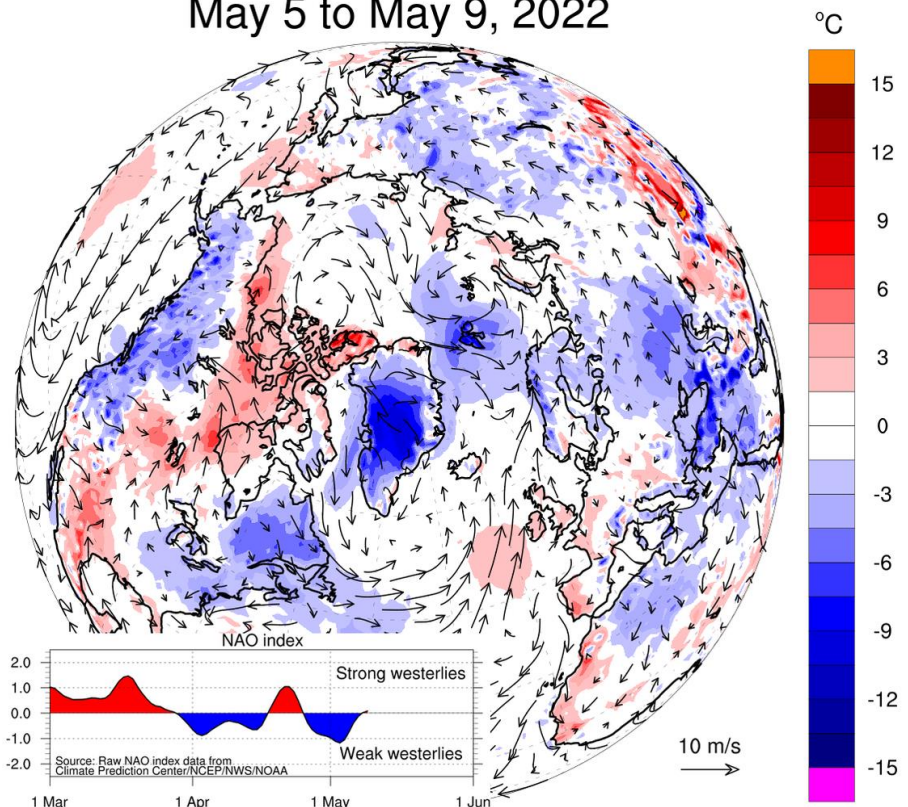 May 5 to May 9, 2022
°C
15
12
9
6
3
0
-3
-6
-9
-12
-15
10 m/s
NAO index
2.0
1.0
0.0
-1.0
-2.0
Strong westerlies
Weak westerlies
Source: Raw NAO index data from
Climate Prediction Center/NCEP/NWS/NOAA
1 Mar 1 Apr 1 May 1 Jun